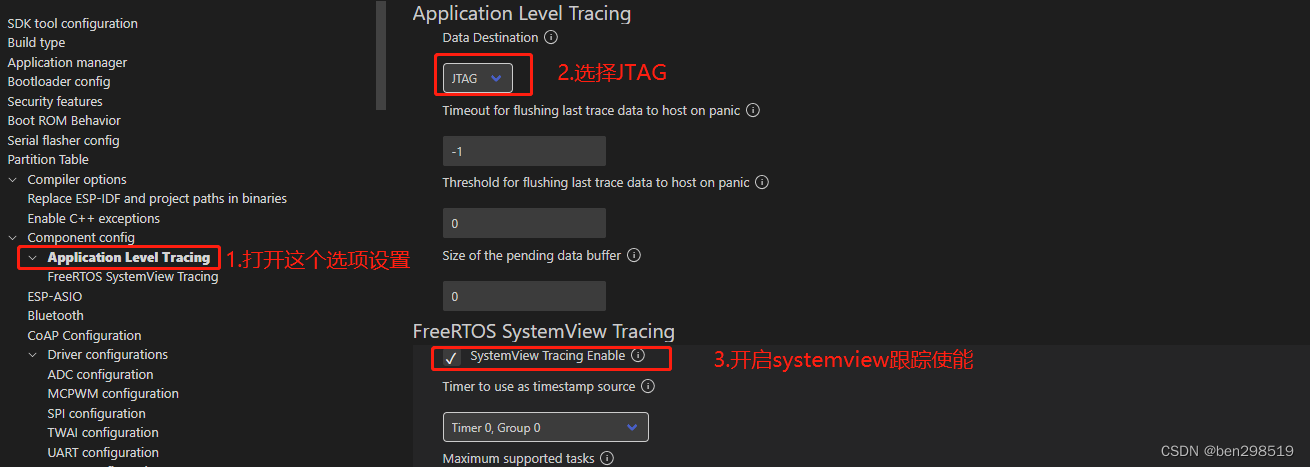 SDK tool configuration
Build type
Application manager
Bootloader config
Security features
Boot ROM Behavior
Serial flasher config
Partition Table
Compiler options
Replace ESP-IDF and project paths in binaries
Enable C++ exceptions
Component config
Application Level Tracing
1.打开这个选项设置
FreeRTOS SystemView Tracing
ESP-ASIO
Bluetooth
CoAP Configuration
Driver configurations
ADC configuration
MCPWM configuration
SPI configuration
TWAI configuration
UART configuration
Application Level Tracing
Data Destination
JTAG
2.选择JTAG
Timeout for flushing last trace data to host on panic
-1
Threshold for flushing last trace data to host on panic
0
Size of the pending data buffer
0
FreeRTOS SystemView Tracing
SystemView Tracing Enable
3.开启systemview跟踪使能
Timer to use as timestamp source
Timer 0, Group 0
Maximum supported tasks
CSDN @ben298519